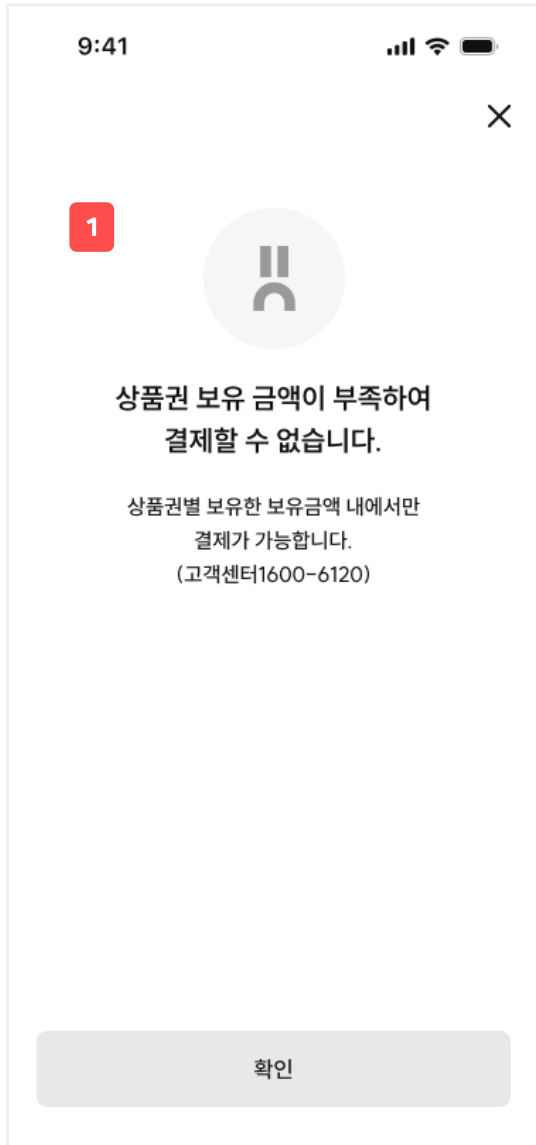 9:41
1
상품권 보유 금액이 부족하여
결제할 수 없습니다.
상품권별 보유한 보유금액 내에서만
결제가 가능합니다.
(고객센터1600-6120)
확인